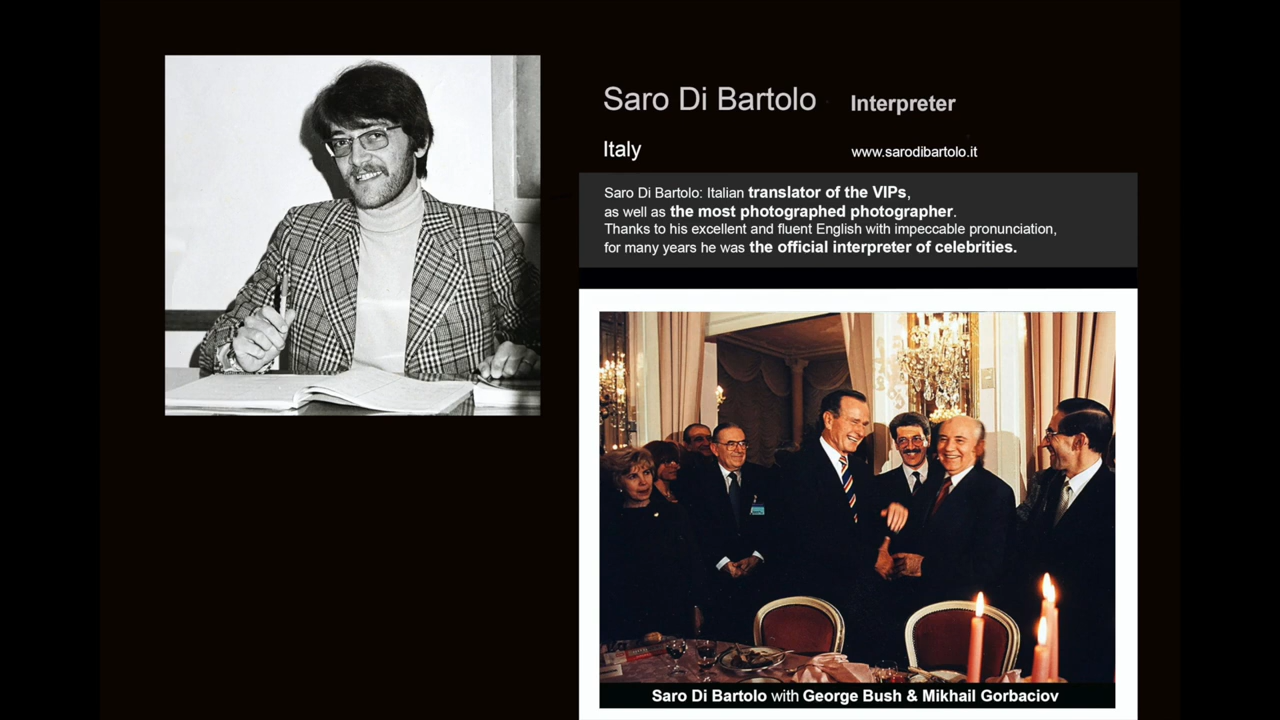 Saro Di Bartolo Interpreter
Italy www.sarodibartolo.it
Saro Di Bartolo: Italian translator of the VIPs,
as well as the most photographed photographer.
Thanks to his excellent and fluent English with impeccable pronunciation,
for many years he was the official interpreter of celebrities.
Saro Di Bartolo with George Bush & Mikhail Gorbaciov